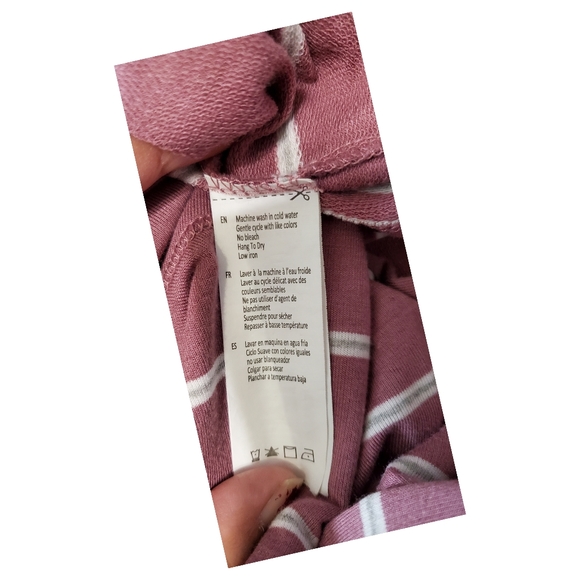 EN Machine wash in cold water
Gentle cycle with like colors
No bleach
Hang To Dry
Low iron
FR Laver à la machine à l'eau froide
Laver au cycle délicat avec des
couleurs semblables
Ne pas utiliser d'agent de
blanchiment
Suspendre pour sécher
Repasser à basse température
ES Lavar en maquina en agua fria
Ciclo Suave con colores iguales
no usar blanqueador
Colgar para secar
Planchar a temperatura baja